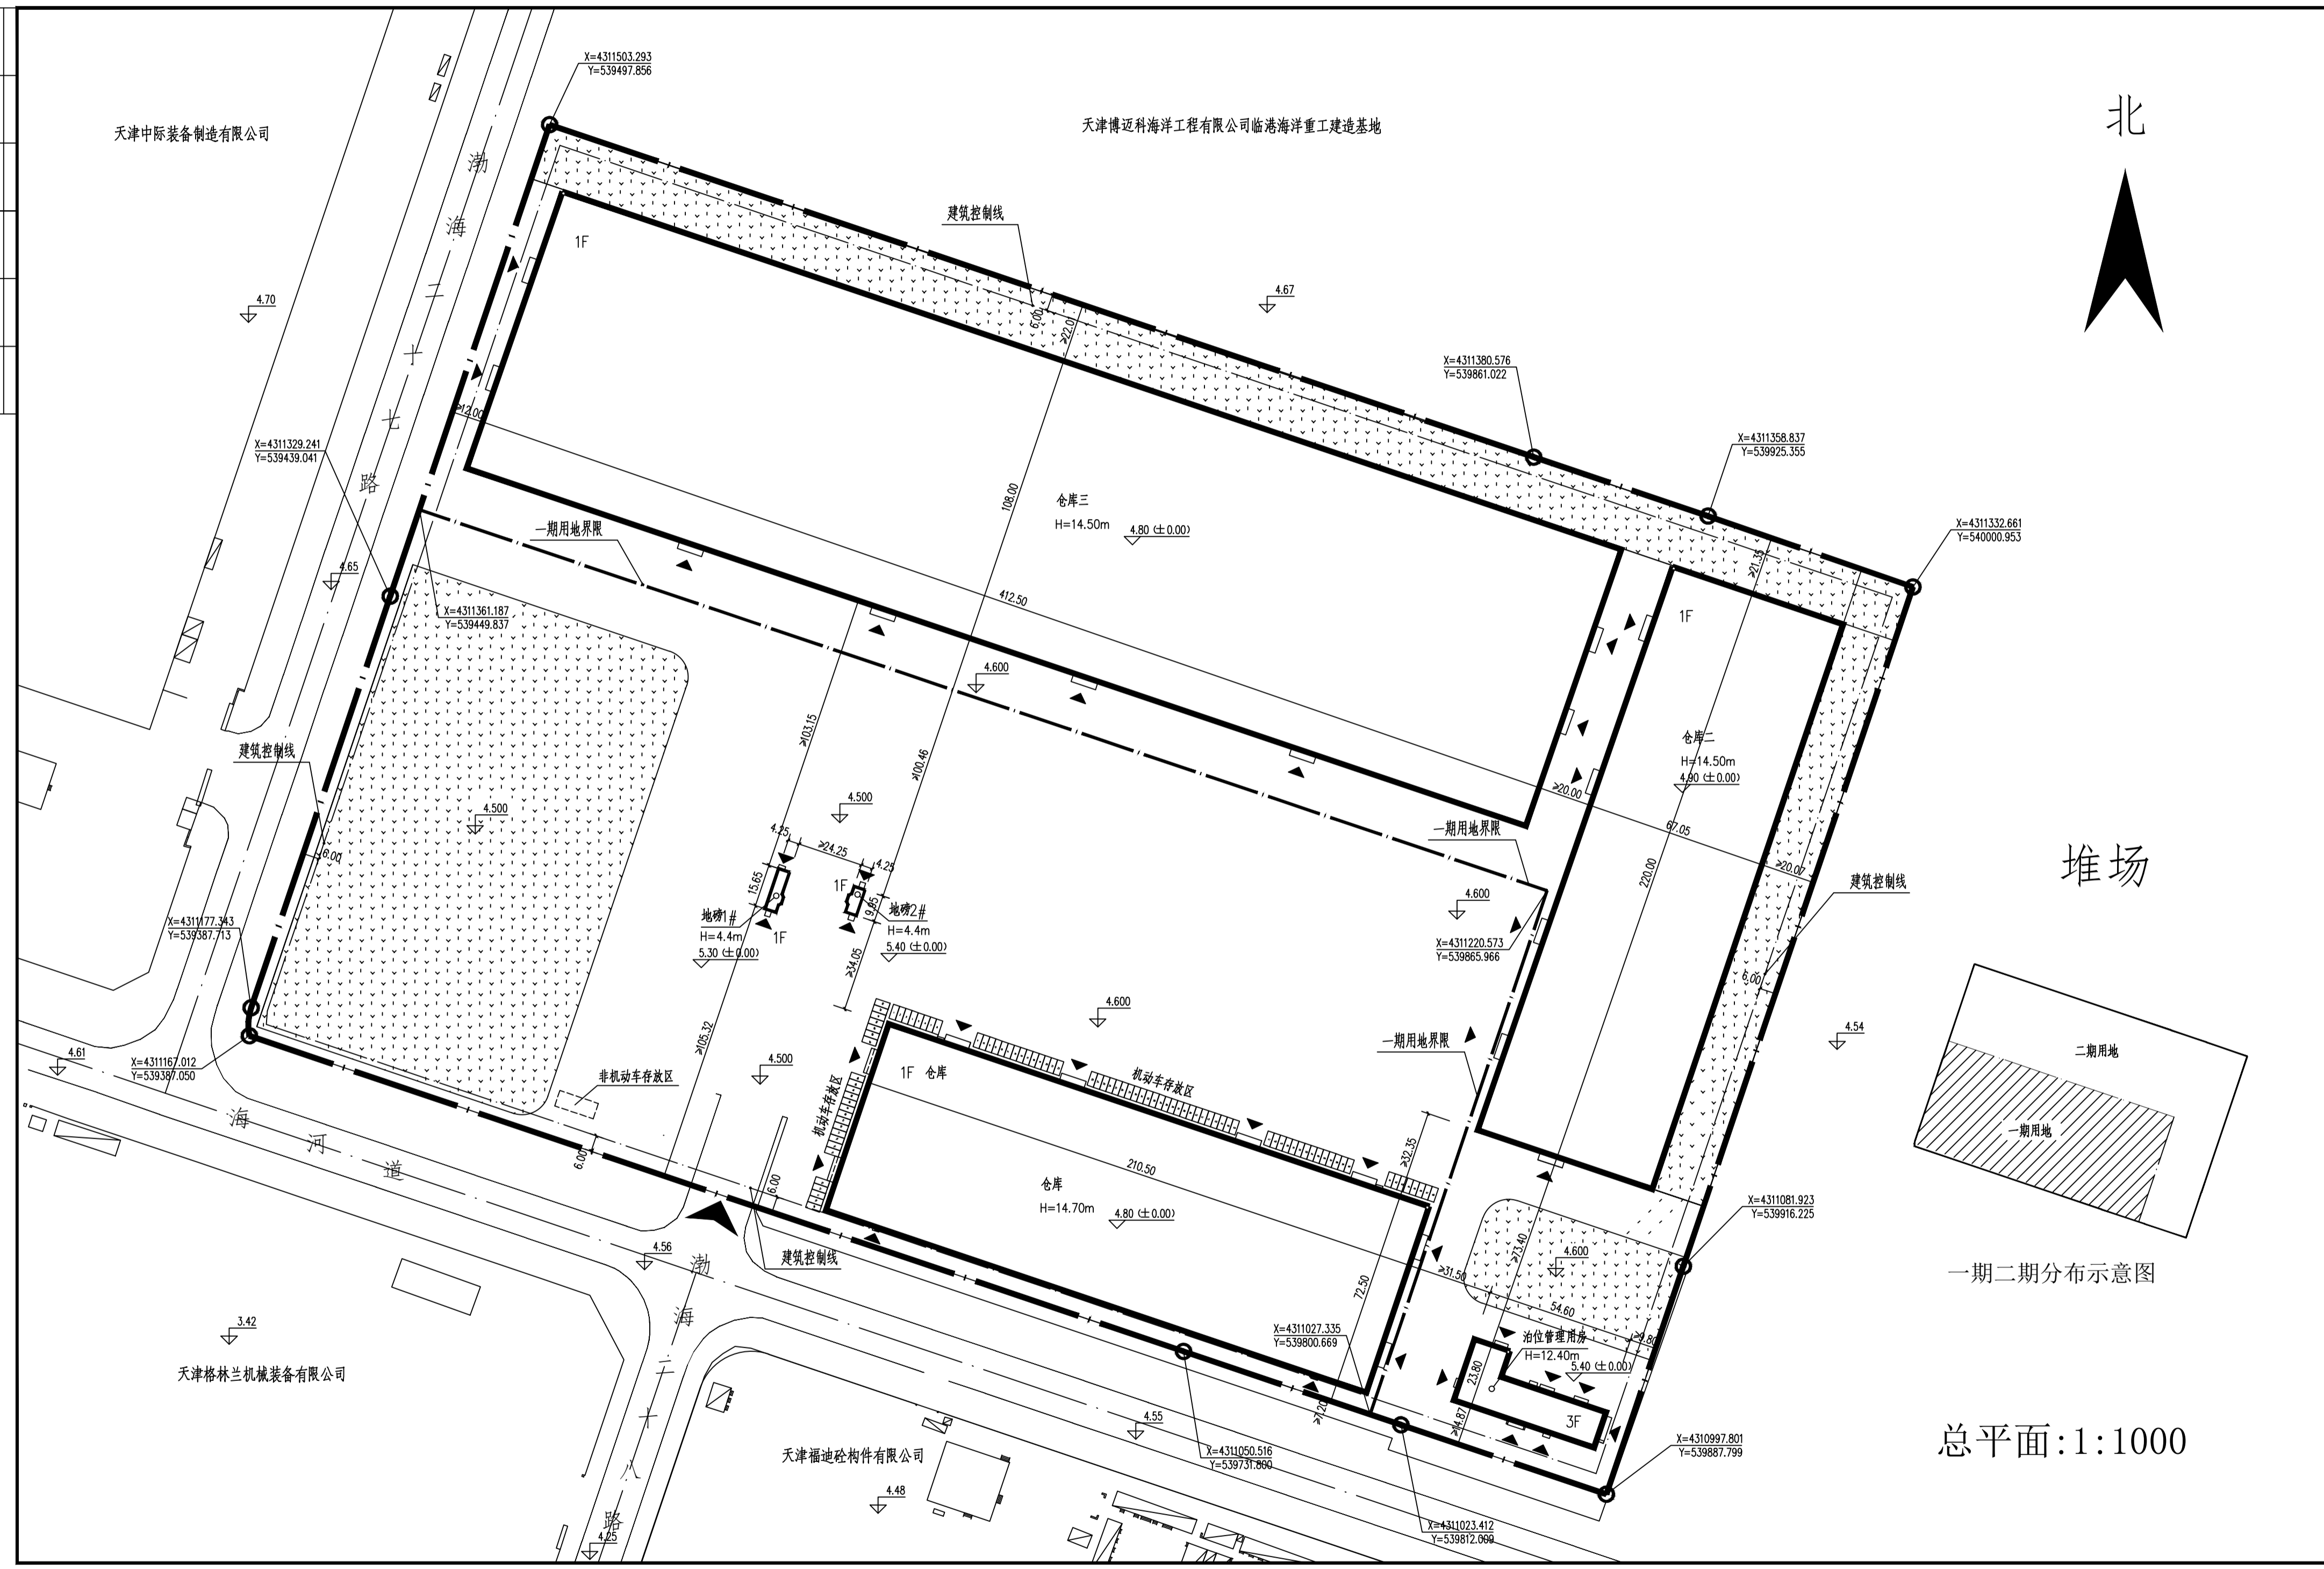 X=4311503.293
Y=539497.856
天津中际装备制造有限公司
天津博迈科海洋工程有限公司临港海洋重工建造基地
北
渤海二十七路
建筑控制线
1F
4.70
4.67
6.00
≥22.0
X=4311380.576
Y=539861.022
≥12.00
X=4311329.241
Y=539439.041
X=4311358.837
Y=539925.355
108.00
仓库三
H=14.50m
4.80 (±0.00)
一期用地界限
X=4311332.661
Y=540000.953
≥21.35
4.65
412.50
X=4311361.187
Y=539449.837
1F
4.600
≥103.15
建筑控制线
≥100.46
仓库二
H=14.50m
4.90 (±0.00)
≥20.00
4.500
4.500
4.25
≥24.25
4.25
一期用地界限
67.05
6.00
220.00
≥20.07
堆场
15.65
1F
9.95
建筑控制线
4.600
地磅1#
H=4.4m
1F
5.30 (±0.00)
地磅2#
H=4.4m
5.40 (±0.00)
X=4311177.343
Y=539387.713
X=4311220.573
Y=539865.966
≥34.05
6.00
4.600
4.54
≥105.32
一期用地界限
4.61
X=4311167.012
Y=539387.050
4.500
1F 仓库
二期用地
非机动车存放区
机动车存放区
机动车存放区
一期用地
海河道
6.00
210.50
≥32.35
6.00
仓库
H=14.70m
4.80 (±0.00)
X=4311081.923
Y=539916.225
4.56
建筑控制线
≥73.40
4.600
≥31.50
一期二期分布示意图
渤海二十八路
72.50
54.60
3.42
X=4311027.335
Y=539800.669
泊位管理用房
H=12.40m
≥9.80
5.40 (±0.00)
23.80
天津格林兰机械装备有限公司
≥7.20
≥14.87
3F
4.55
总平面:1:1000
天津福迪砼构件有限公司
X=4311050.516
Y=539731.800
X=4310997.801
Y=539887.799
4.48
X=4311023.412
Y=539812.009
4.25